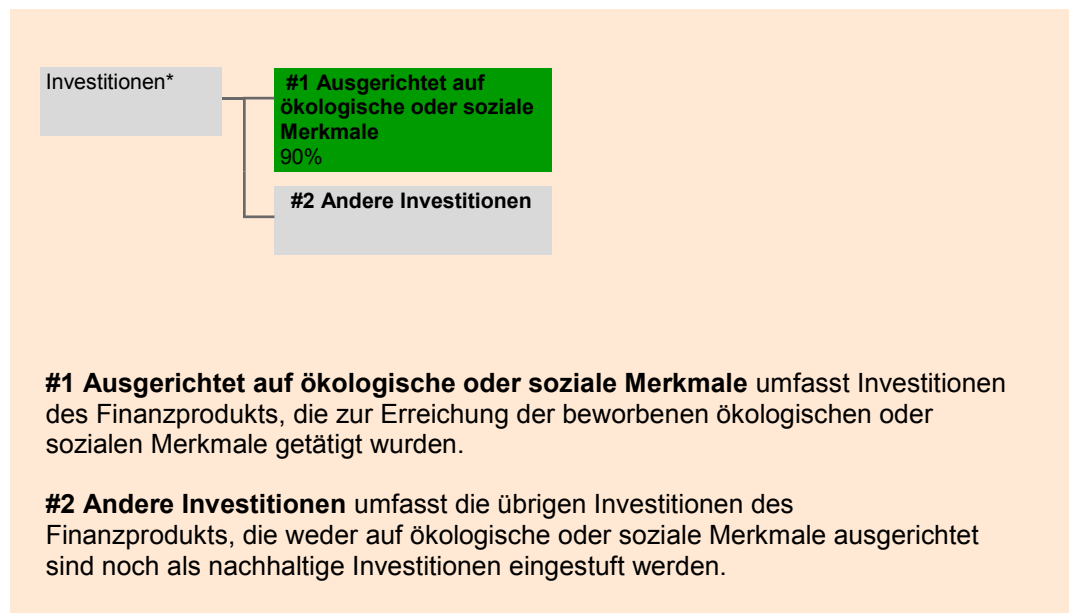 Investitionen*
#1 Ausgerichtet auf
ökologische oder soziale
Merkmale
90%
#2 Andere Investitionen
#1 Ausgerichtet auf ökologische oder soziale Merkmale umfasst Investitionen
des Finanzprodukts, die zur Erreichung der beworbenen ökologischen oder
sozialen Merkmale getätigt wurden.
#2 Andere Investitionen umfasst die übrigen Investitionen des
Finanzprodukts, die weder auf ökologische oder soziale Merkmale ausgerichtet
sind noch als nachhaltige Investitionen eingestuft werden.